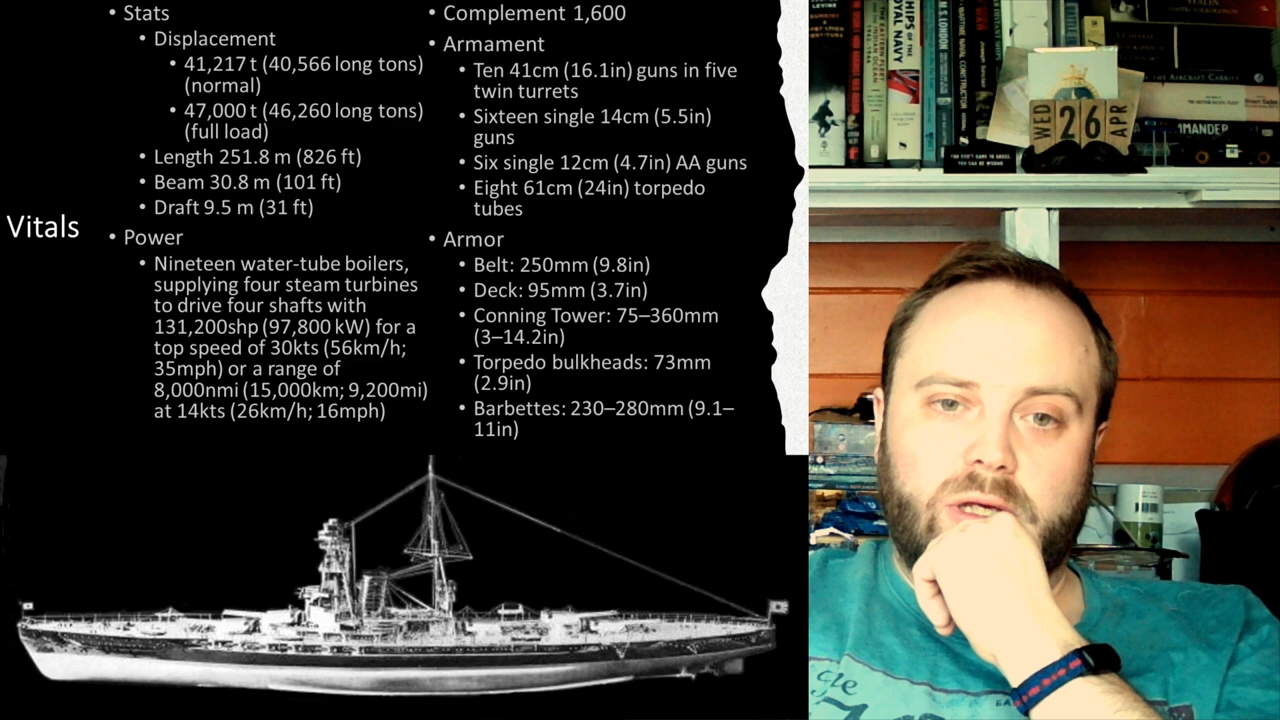 Vitals
• Stats
• Displacement
• 41,217 t (40,566 long tons)
(normal)
• 47,000 t (46,260 long tons)
(full load)
• Length 251.8 m (826 ft)
• Beam 30.8 m (101 ft)
• Draft 9.5 m (31 ft)
• Power
• Nineteen water-tube boilers,
supplying four steam turbines
to drive four shafts with
131,200shp (97,800 kW) for a
top speed of 30kts (56km/h;
35mph) or a range of
8,000nmi (15,000km; 9,200mi)
at 14kts (26km/h; 16mph)
• Complement 1,600
• Armament
• Ten 41cm (16.1in) guns in five
twin turrets
• Sixteen single 14cm (5.5in)
guns
• Six single 12cm (4.7in) AA guns
• Eight 61cm (24in) torpedo
tubes
• Armor
• Belt: 250mm (9.8in)
• Deck: 95mm (3.7in)
• Conning Tower: 75–360mm
(3–14.2in)
• Torpedo bulkheads: 73mm
(2.9in)
• Barbettes: 230–280mm (9.1–
11in)
ROYAL NAVY
WED 26 APR